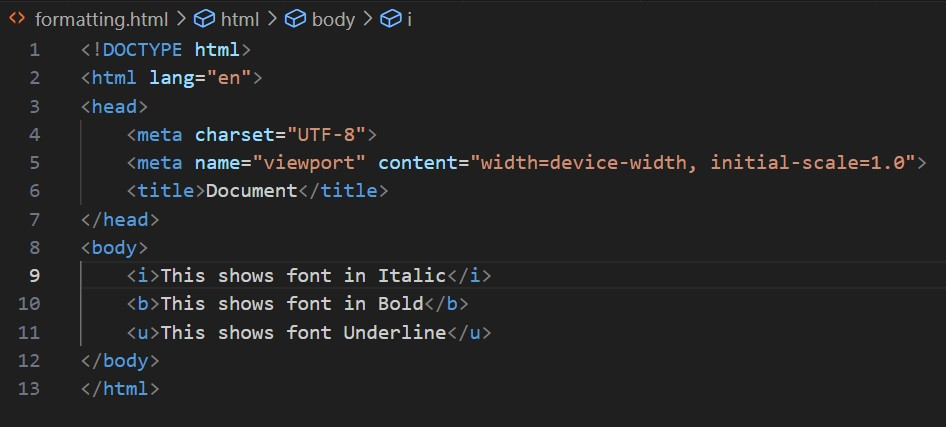 formatting.html > html > body > i
1 <!DOCTYPE html>
2 <html lang="en">
3 <head>
4     <meta charset="UTF-8">
5     <meta name="viewport" content="width=device-width, initial-scale=1.0">
6     <title>Document</title>
7 </head>
8 <body>
9     <i>This shows font in Italic</i>
10     <b>This shows font in Bold</b>
11     <u>This shows font Underline</u>
12 </body>
13 </html>